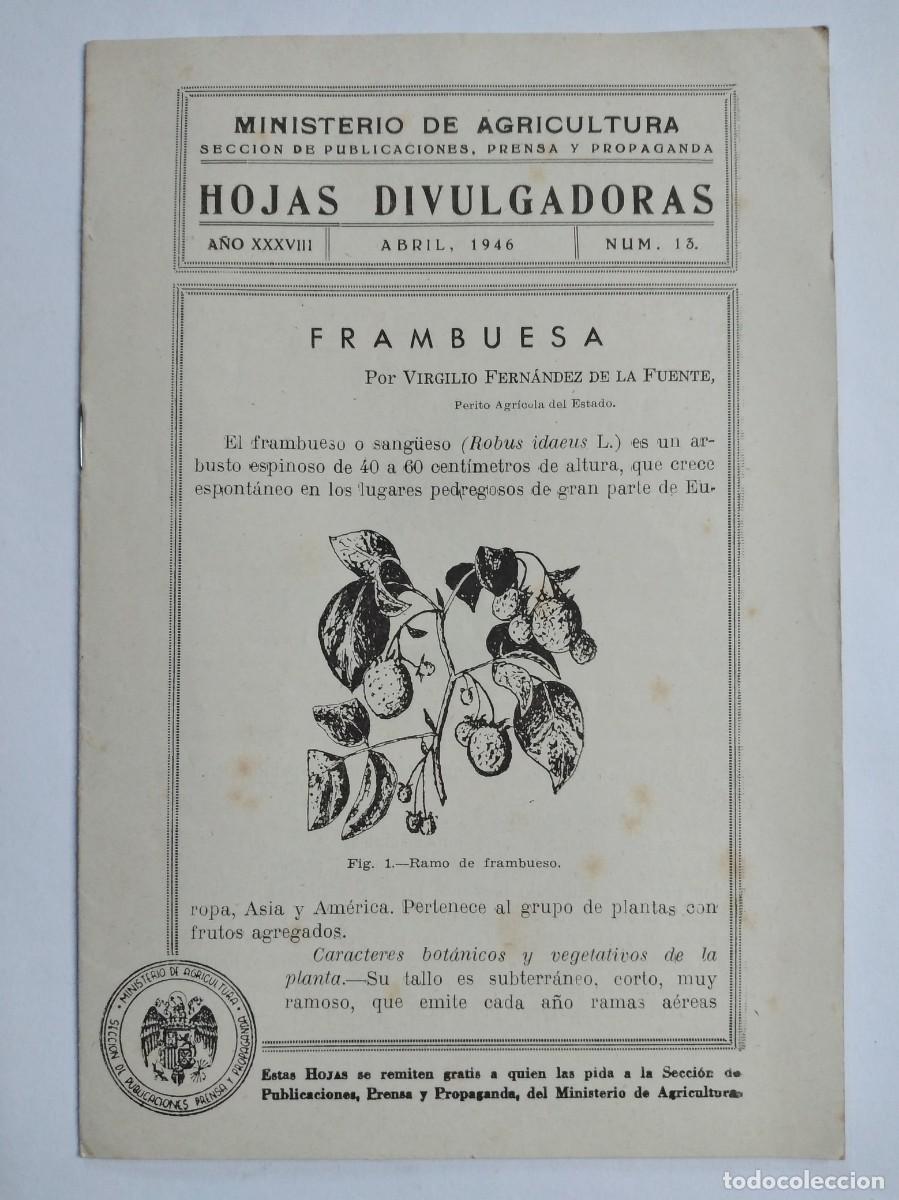 MINISTERIO DE AGRICULTURA
SECCION DE PUBLICACIONES, PRENSA Y PROPAGANDA
HOJAS DIVULGADORAS
AÑO XXXVIII
ABRIL, 1946
NUM. 13.
FRAMBUESA
Por VIRGILIO FERNÁNDEZ DE LA FUENTE,
Perito Agrícola del Estado.
El frambueso o sangüeso (Robus idaeus L.) es un ar-
busto espinoso de 40 a 60 centímetros de altura, que crece
espontáneo en los lugares pedregosos de gran parte de Eu-
Fig. 1.—Ramo de frambueso.
ropa, Asia y América. Pertenece al grupo de plantas con
frutos agregados.
Caracteres botánicos y vegetativos de la
planta.—Su tallo es subterráneo, corto, muy
ramoso, que emite cada año ramas aéreas
· MINISTERIO DE AGRICULTURA ·
SECCION DE PUBLICACIONES PRENSA Y PROPAGANDA
Estas HOJAS se remiten gratis a quien las pida a la Sección de
Publicaciones, Prensa y Propaganda, del Ministerio de Agricultura.
todocoleccion